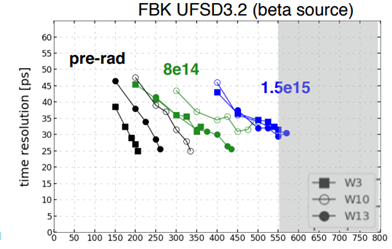 FBK UFSD3.2 (beta source)
pre-rad
8e14
1.5e15
time resolution [ps]
60
55
50
45
40
35
30
25
20
15
10
5
0
0 50 100 150 200 250 300 350 400 450 500 550 600 650 700 750 800
W3
W10
W13